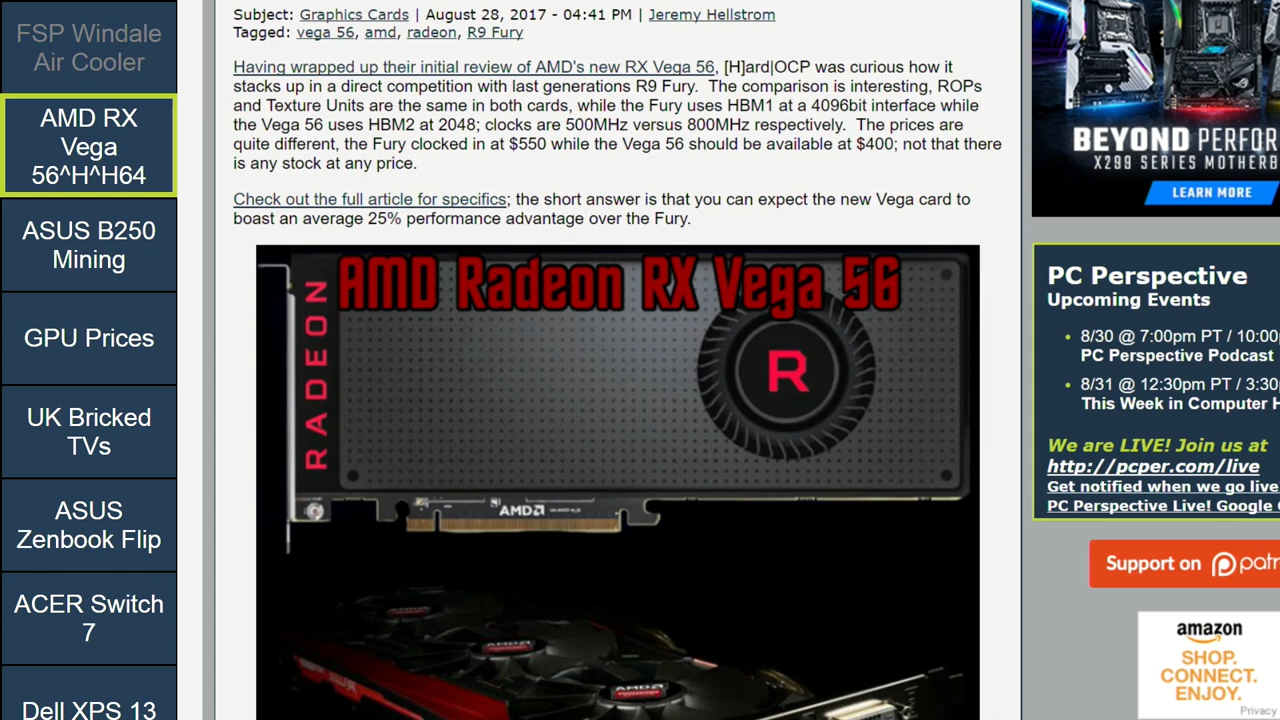 FSP Windale
Air Cooler
AMD RX
Vega
56^H^H64
ASUS B250
Mining
GPU Prices
UK Bricked
TVs
ASUS
Zenbook Flip
ACER Switch
7
Dell XPS 13
Subject: Graphics Cards | August 28, 2017 - 04:41 PM | Jeremy Hellstrom
Tagged: vega 56, amd, radeon, R9 Fury
Having wrapped up their initial review of AMD's new RX Vega 56, [H]ard|OCP was curious how it
stacks up in a direct competition with last generations R9 Fury. The comparison is interesting, ROPs
and Texture Units are the same in both cards, while the Fury uses HBM1 at a 4096bit interface while
the Vega 56 uses HBM2 at 2048; clocks are 500MHz versus 800MHz respectively. The prices are
quite different, the Fury clocked in at $550 while the Vega 56 should be available at $400; not that there
is any stock at any price.
Check out the full article for specifics; the short answer is that you can expect the new Vega card to
boast an average 25% performance advantage over the Fury.
AMD Radeon RX Vega 56
RADEON
R
AMD
AMD
AMD
AMD
BEYOND PERFOR
X299 SERIES MOTHERB
LEARN MORE
PC Perspective
Upcoming Events
8/30 @ 7:00pm PT / 10:00
PC Perspective Podcast
8/31 @ 12:30pm PT / 3:30
This Week in Computer H
We are LIVE! Join us at
http://pcper.com/live
Get notified when we go live
PC Perspective Live! Google
Support on patr
amazon
SHOP.
CONNECT.
ENJOY.
Privacy